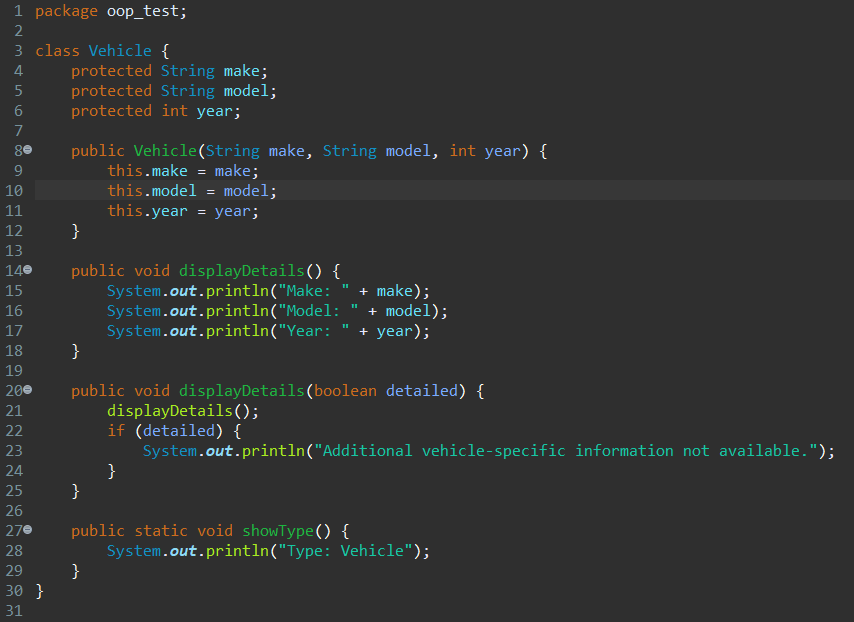 1 package oop_test;
2
3 class Vehicle {
4     protected String make;
5     protected String model;
6     protected int year;
7
8     public Vehicle(String make, String model, int year) {
9         this.make = make;
10         this.model = model;
11         this.year = year;
12     }
13
14     public void displayDetails() {
15         System.out.println("Make: " + make);
16         System.out.println("Model: " + model);
17         System.out.println("Year: " + year);
18     }
19
20     public void displayDetails(boolean detailed) {
21         displayDetails();
22         if (detailed) {
23             System.out.println("Additional vehicle-specific information not available.");
24         }
25     }
26
27     public static void showType() {
28         System.out.println("Type: Vehicle");
29     }
30 }
31